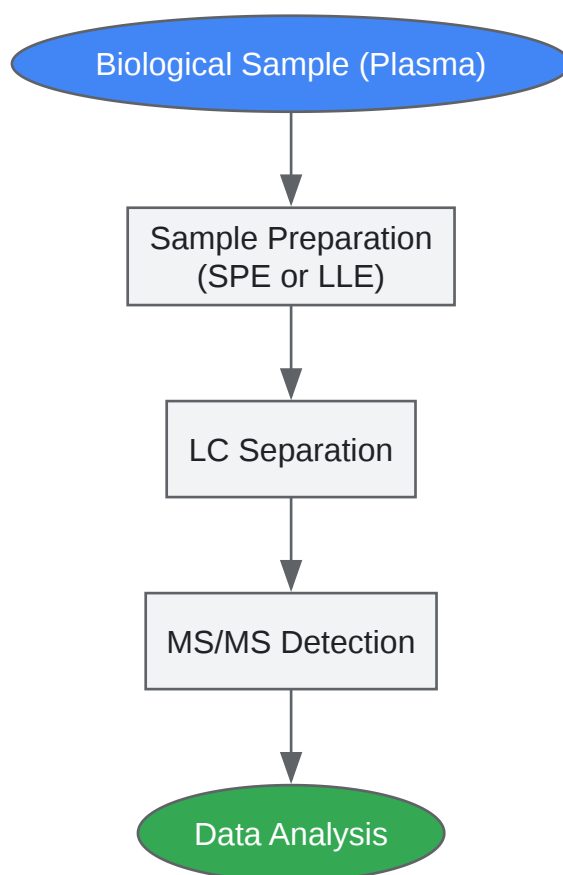 Biological Sample (Plasma)
Sample Preparation
(SPE or LLE)
LC Separation
MS/MS Detection
Data Analysis